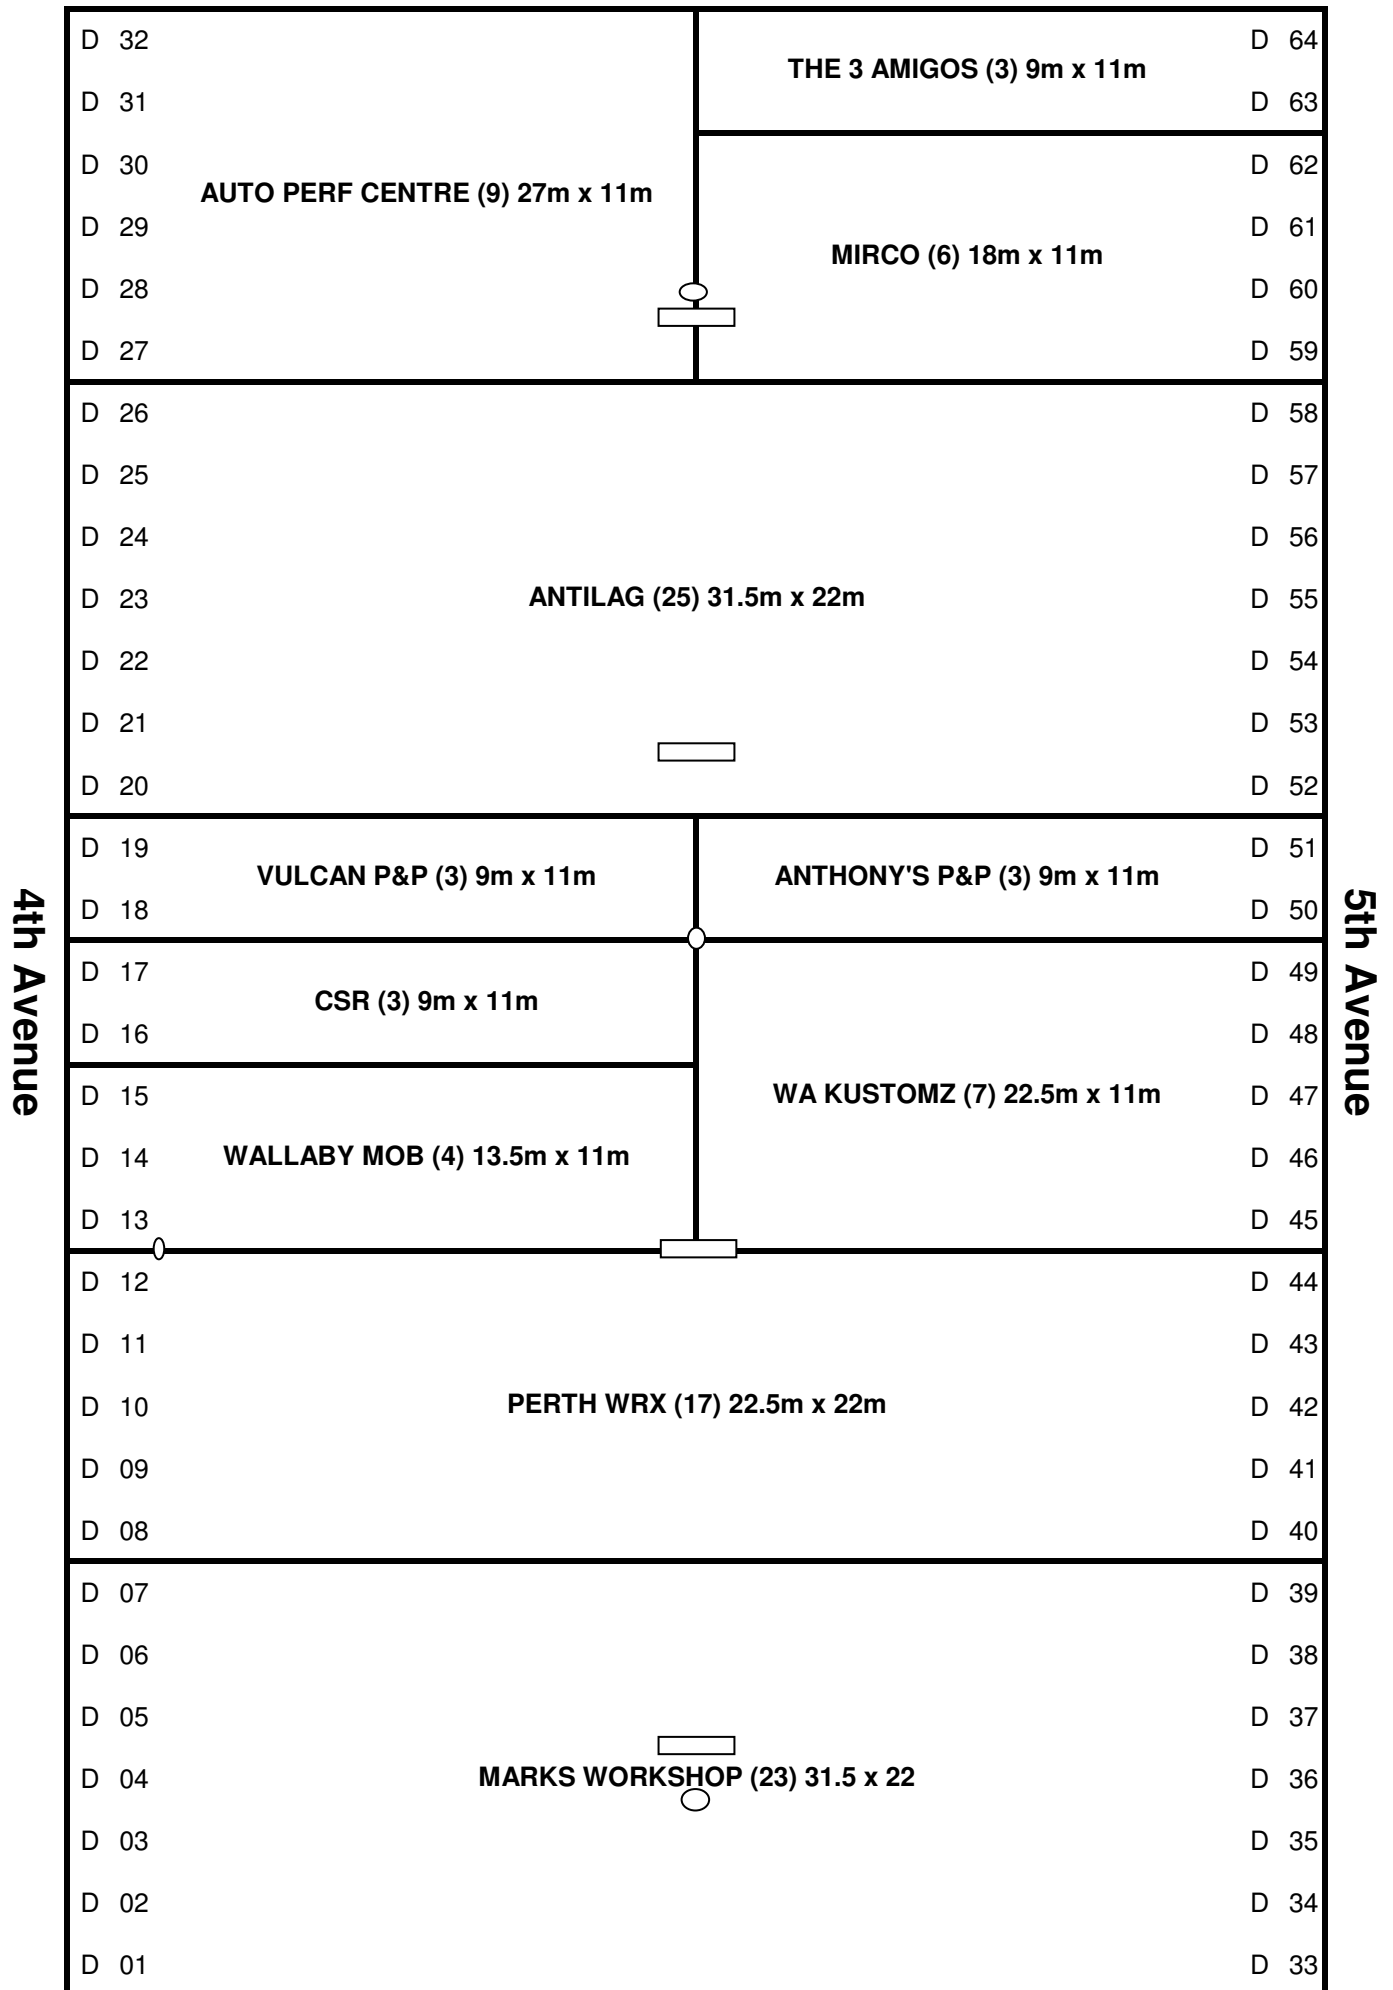 D 32
THE 3 AMIGOS (3) 9m x 11m
D 64
D 31
D 63
D 30
AUTO PERF CENTRE (9) 27m x 11m
D 62
D 29
D 61
MIRCO (6) 18m x 11m
D 28
D 60
D 27
D 59
D 26
D 58
D 25
D 57
D 24
D 56
D 23
ANTILAG (25) 31.5m x 22m
D 55
D 22
D 54
D 21
D 53
D 20
D 52
D 19
VULCAN P&P (3) 9m x 11m
ANTHONY'S P&P (3) 9m x 11m
D 51
D 18
D 50
4th Avenue
5th Avenue
D 17
CSR (3) 9m x 11m
D 49
D 16
D 48
D 15
WA KUSTOMZ (7) 22.5m x 11m
D 47
D 14
WALLABY MOB (4) 13.5m x 11m
D 46
D 13
D 45
D 12
D 44
D 11
D 43
D 10
PERTH WRX (17) 22.5m x 22m
D 42
D 09
D 41
D 08
D 40
D 07
D 39
D 06
D 38
D 05
D 37
D 04
MARKS WORKSHOP (23) 31.5 x 22
D 36
D 03
D 35
D 02
D 34
D 01
D 33